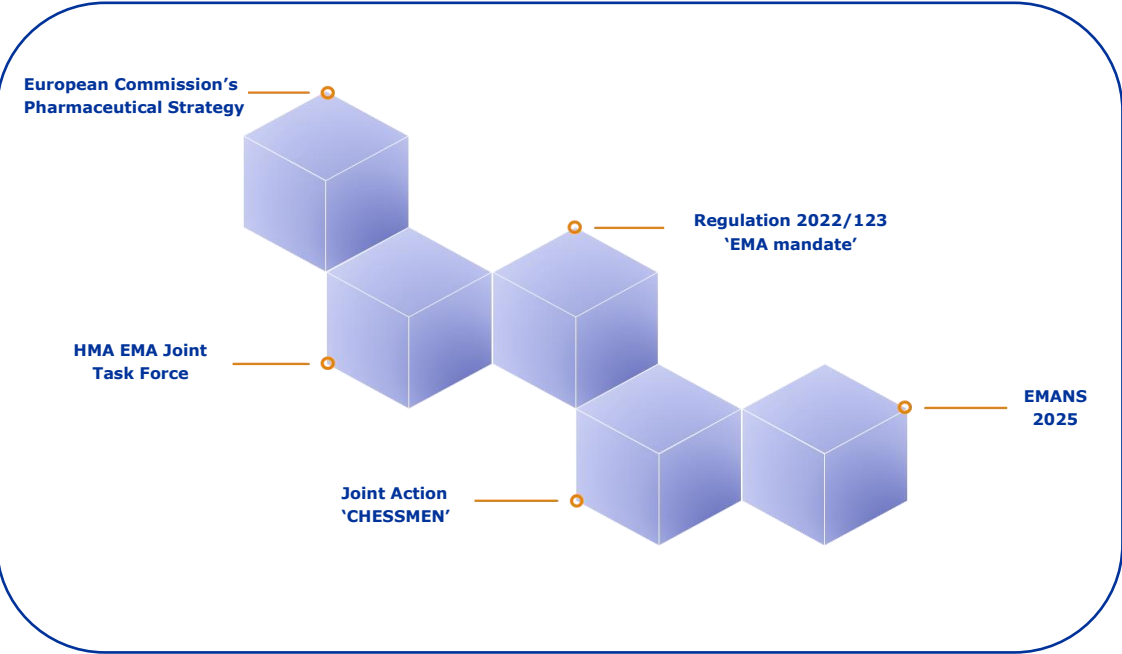 European Commission’s
Pharmaceutical Strategy
Regulation 2022/123
‘EMA mandate’
HMA EMA Joint
Task Force
EMANS
2025
Joint Action
‘CHESSMEN’